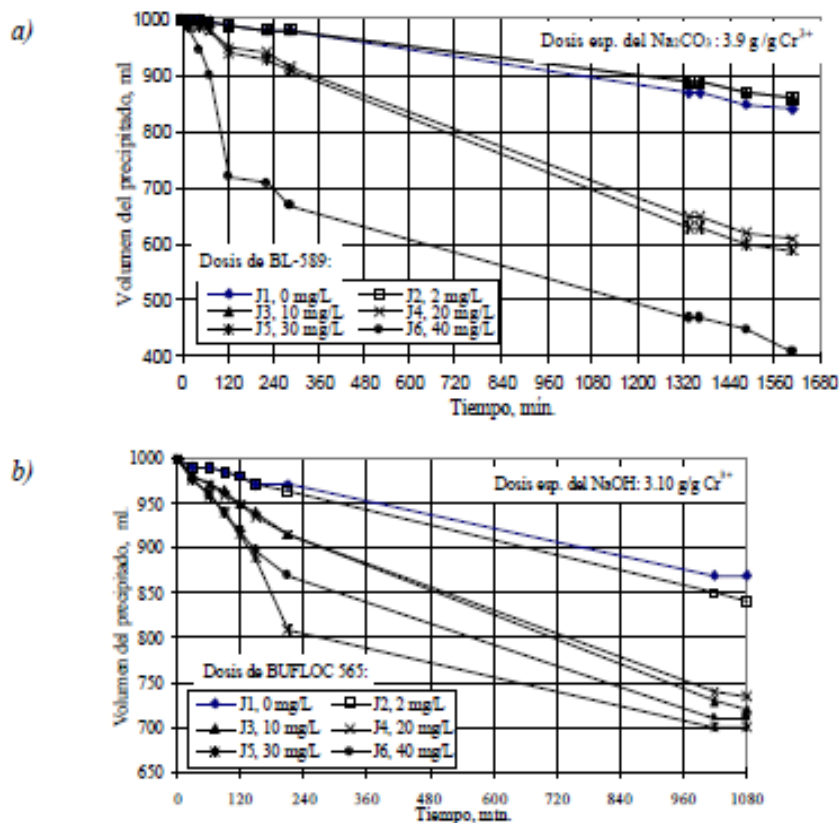 a)
Volumen del precipitado, ml
1000
900
800
700
600
500
400
Dosis esp. del Na₂CO₃: 3.9 g/g Cr³⁺
Dosis de BL-589:
J1, 0 mg/L
J2, 2 mg/L
J3, 10 mg/L
J4, 20 mg/L
J5, 30 mg/L
J6, 40 mg/L
0 120 240 360 480 600 720 840 960 1080 1200 1320 1440 1560 1680
Tiempo, mín.
b)
Volumen del precipitado, ml.
1000
950
900
850
800
750
700
650
Dosis esp. del NaOH: 3.10 g/g Cr³⁺
Dosis de BUFLOC 565:
J1, 0 mg/L
J2, 2 mg/L
J3, 10 mg/L
J4, 20 mg/L
J5, 30 mg/L
J6, 40 mg/L
0 120 240 360 480 600 720 840 960 1080
Tiempo, mín.